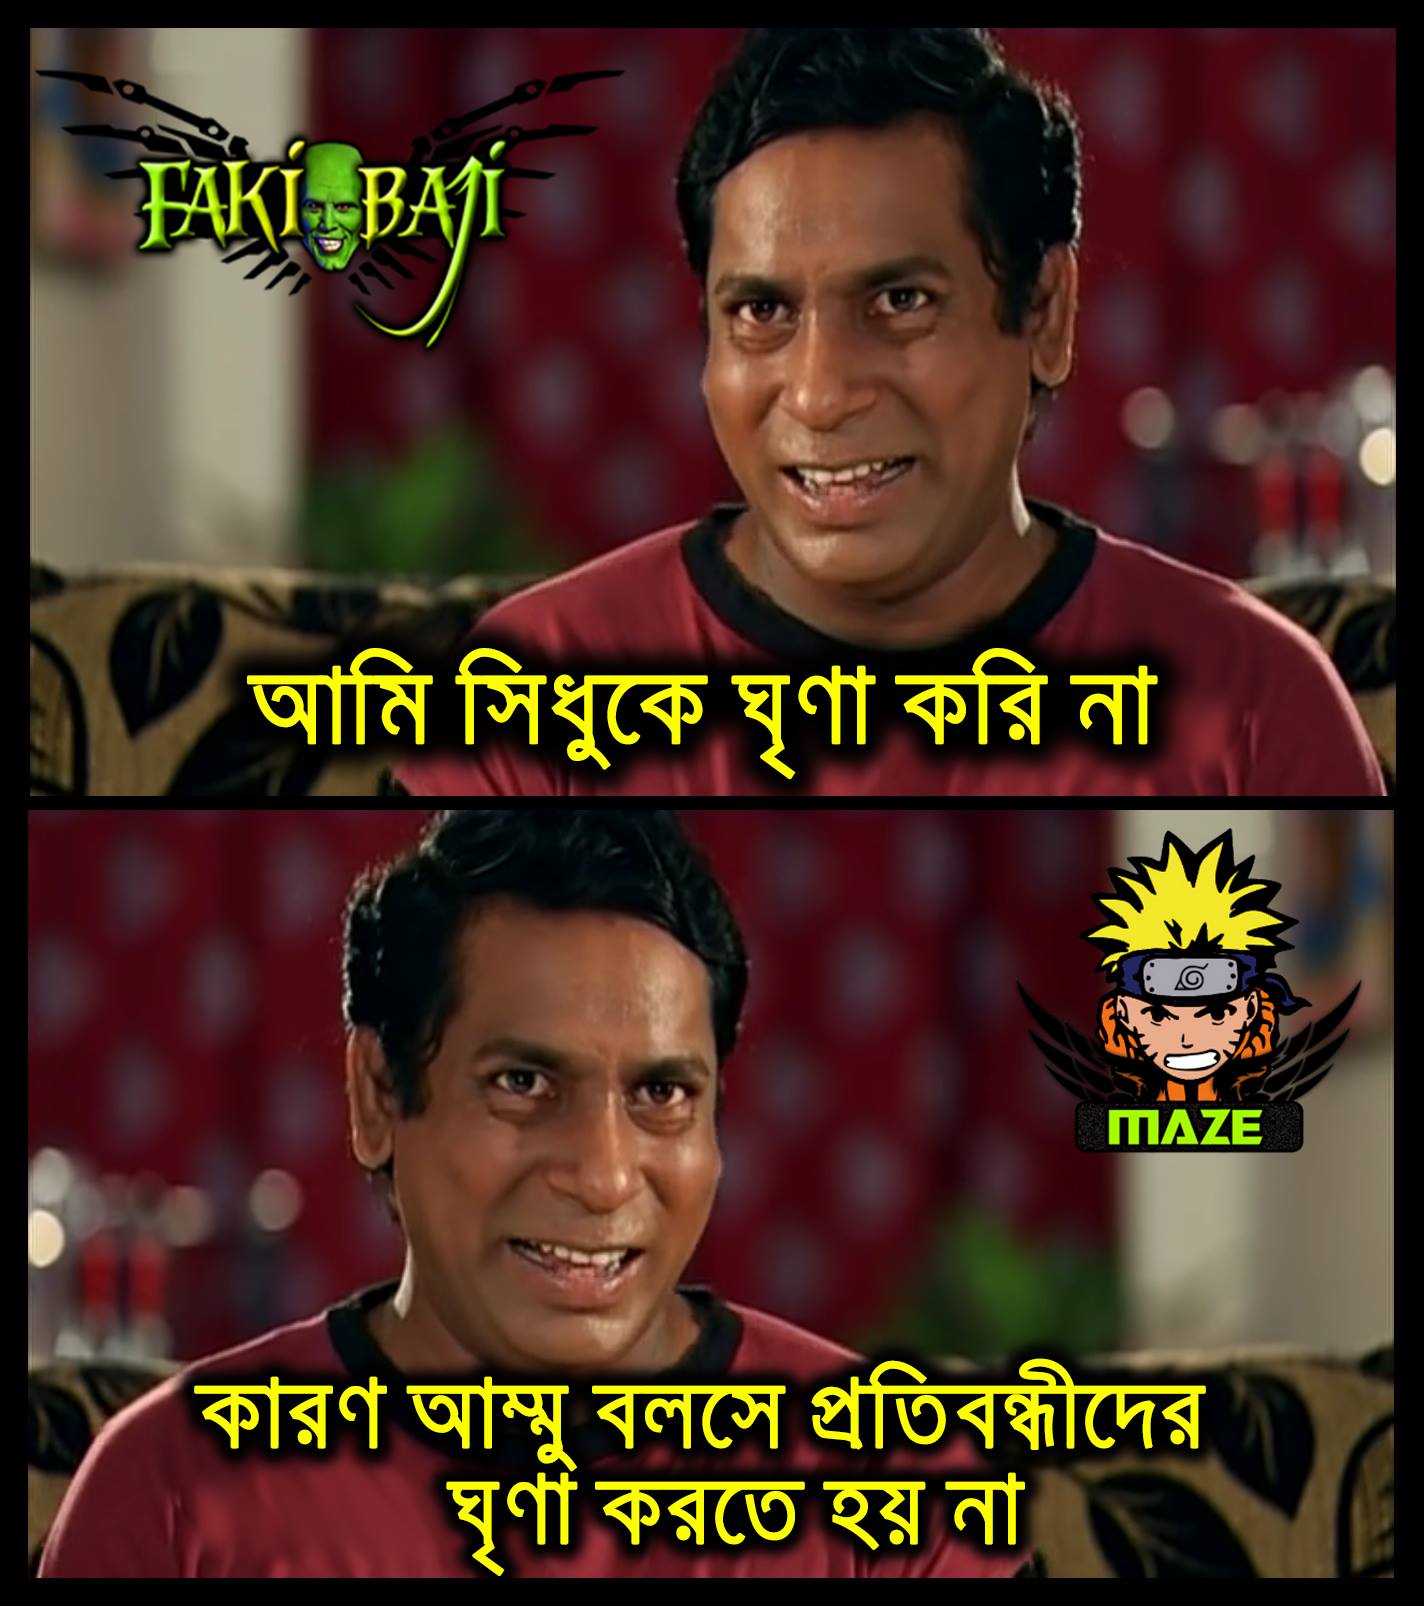 FAKIBAJI
আমি সিধুকে ঘৃণা করি না
MAZE
কারণ আম্মু বলসে প্রতিবন্ধীদের
ঘৃণা করতে হয় না